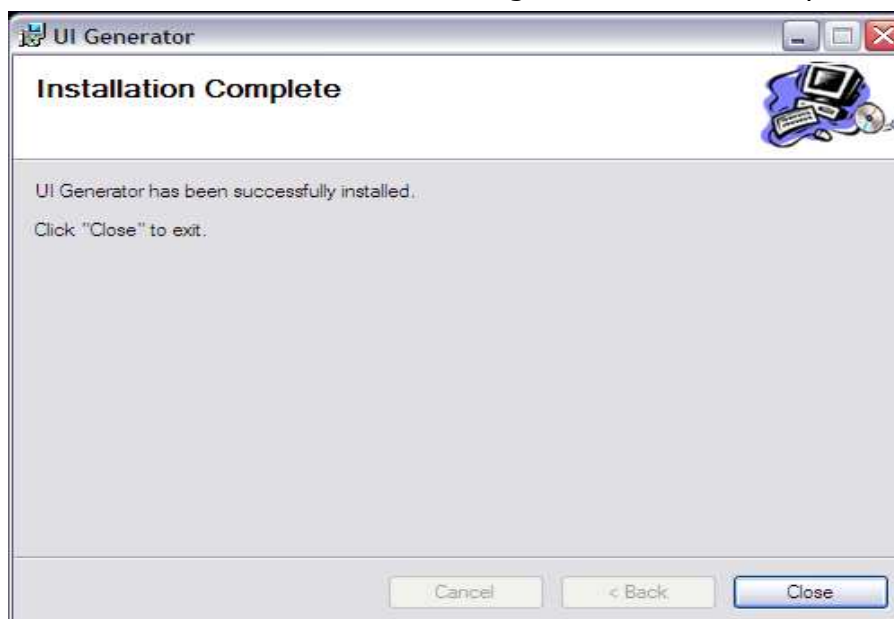 UI Generator
Installation Complete
UI Generator has been successfully installed.
Click "Close" to exit.
Cancel
< Back
Close